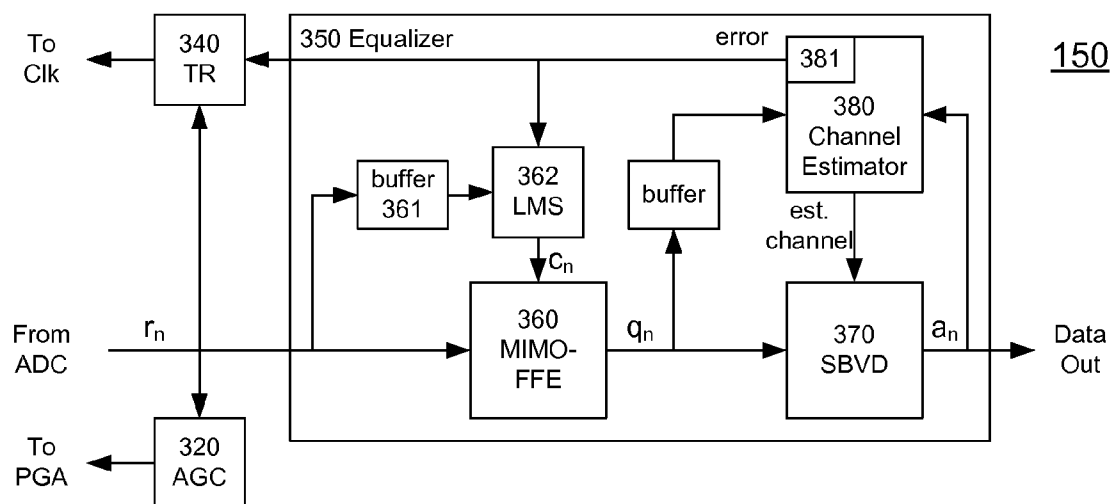 To
Clk
340
TR
350 Equalizer
error
381
380
Channel
Estimator
150
buffer
361
362
LMS
buffer
est.
channel
cn
From
ADC
rn
360
MIMO-
FFE
qn
370
SBVD
an
Data
Out
To
PGA
320
AGC